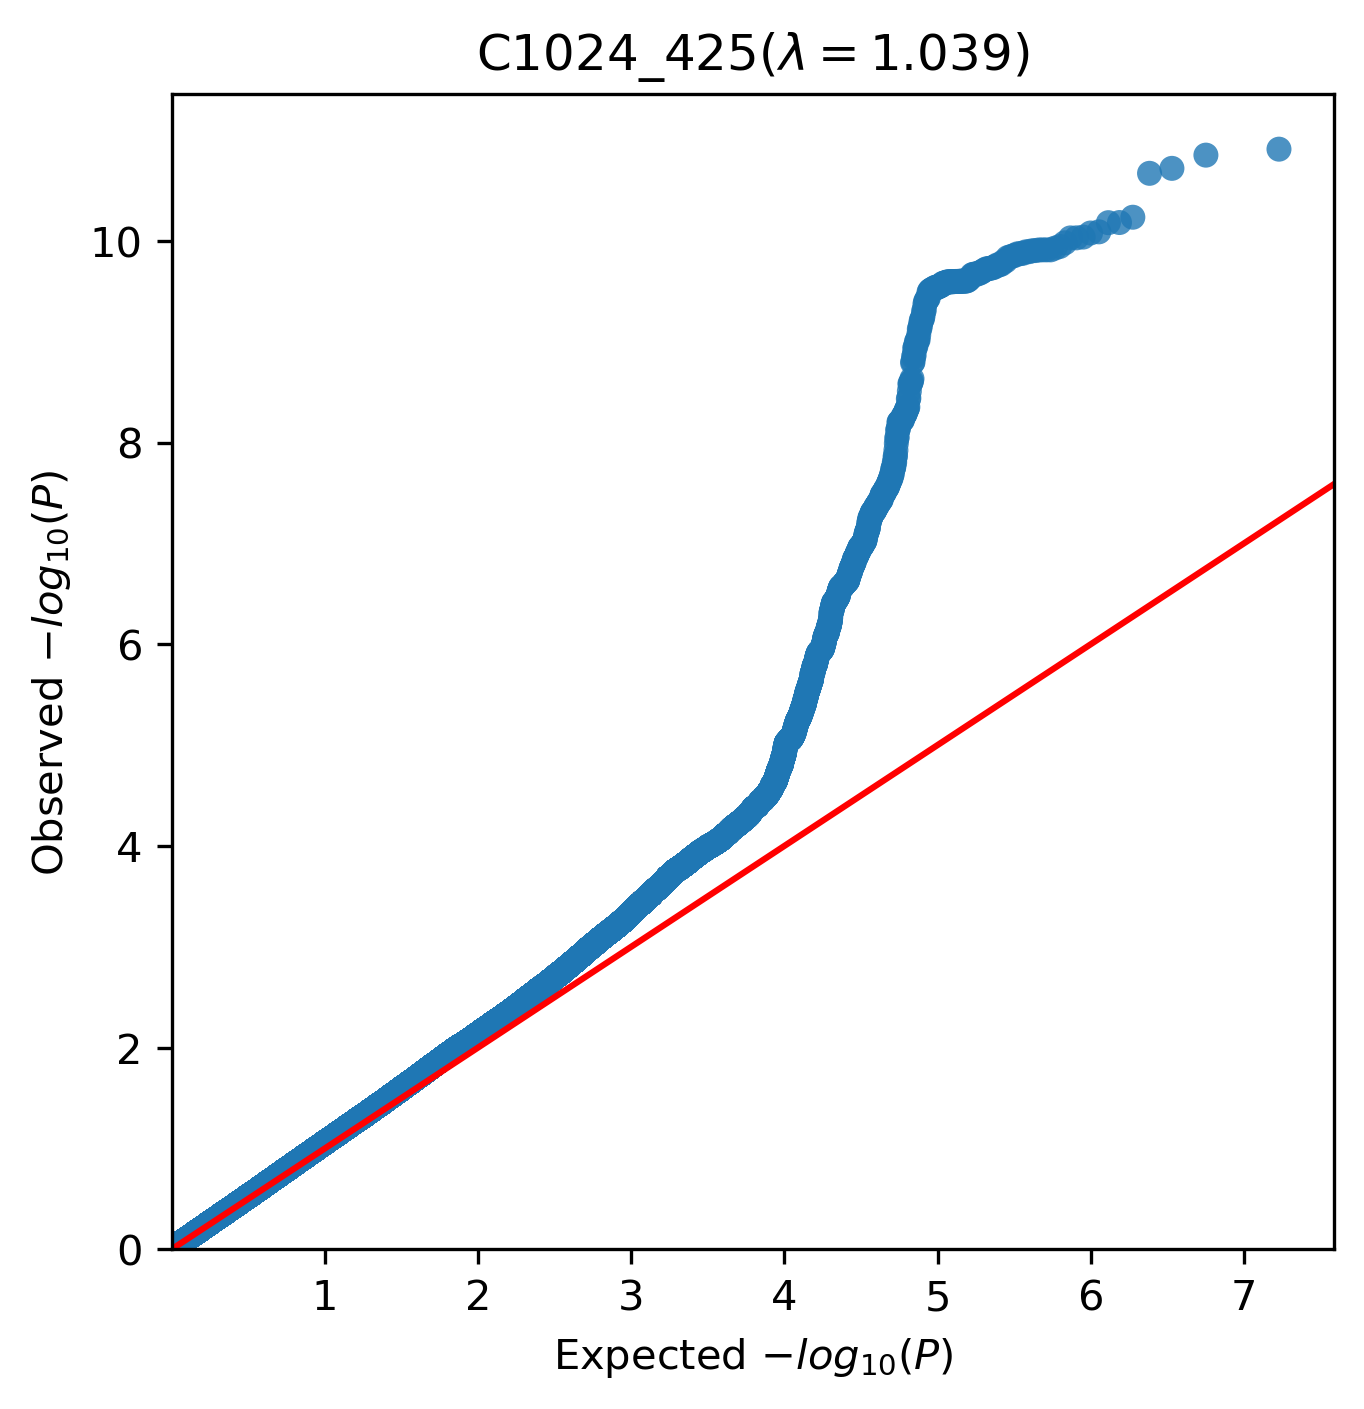 C1024_425(λ = 1.039)
Observed −log₁₀(P)
10
8
6
4
2
0
1 2 3 4 5 6 7
Expected −log₁₀(P)